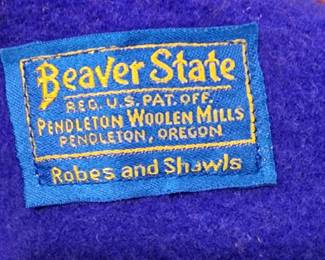 Beaver State
REG. U.S. PAT. OFF.
PENDLETON WOOLEN MILLS
PENDLETON, OREGON
Robes and Shawls